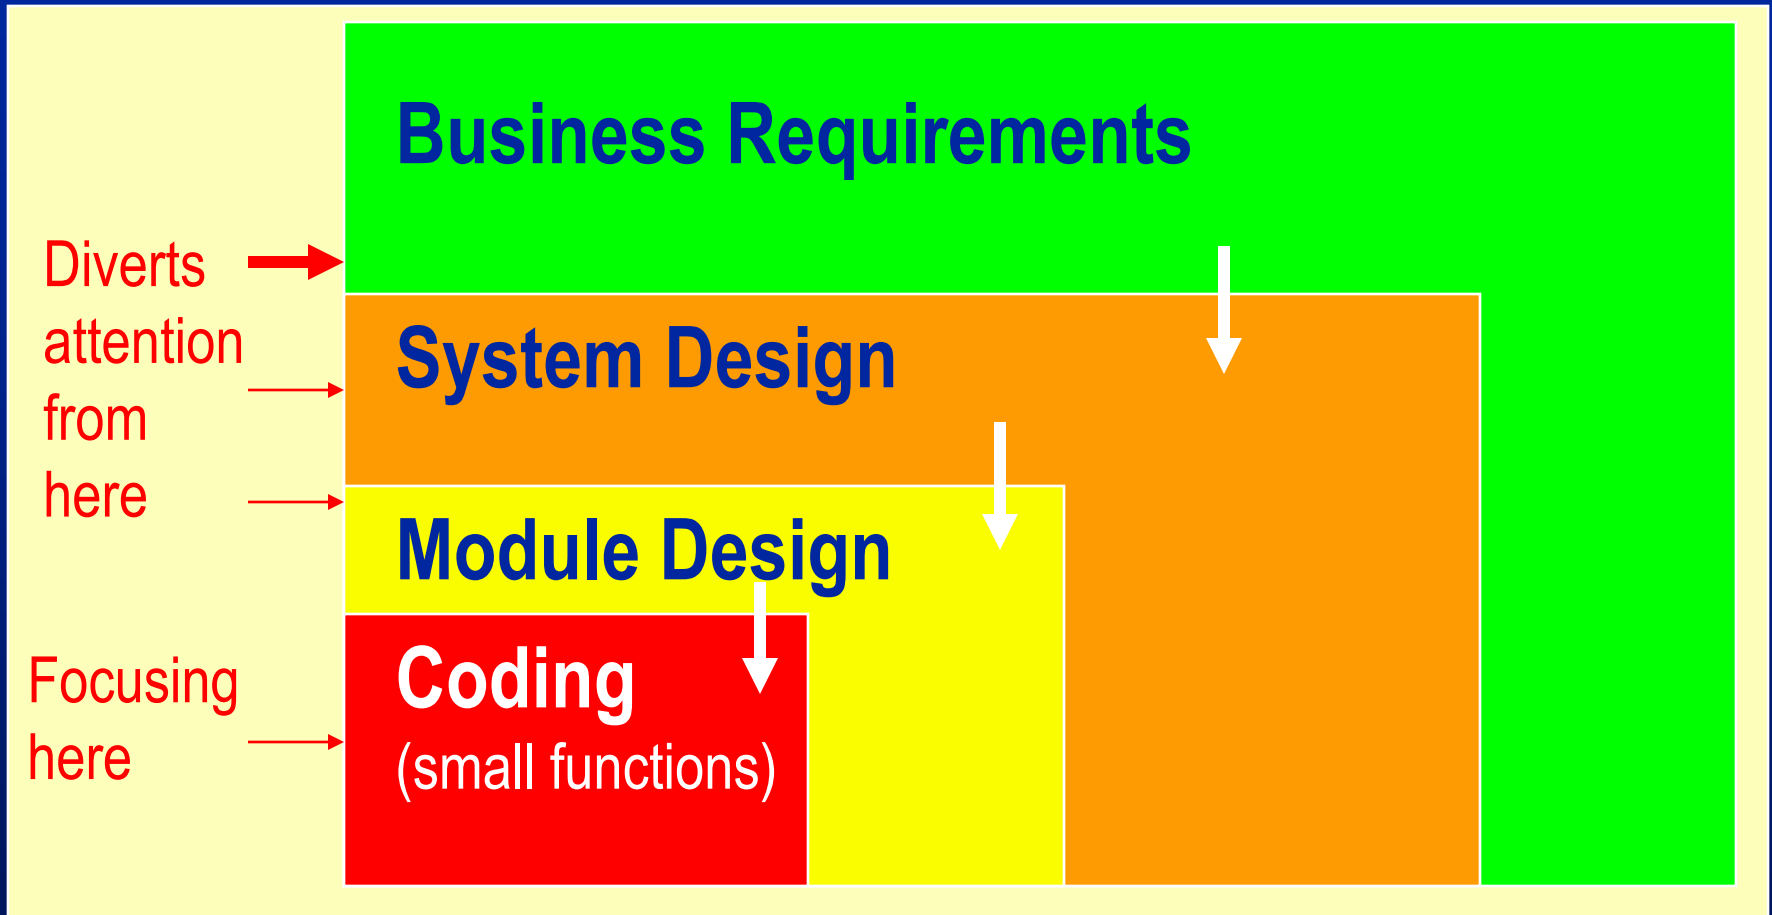 Business Requirements
Diverts
attention
from
here
System Design
Module Design
Focusing
here
Coding
(small functions)